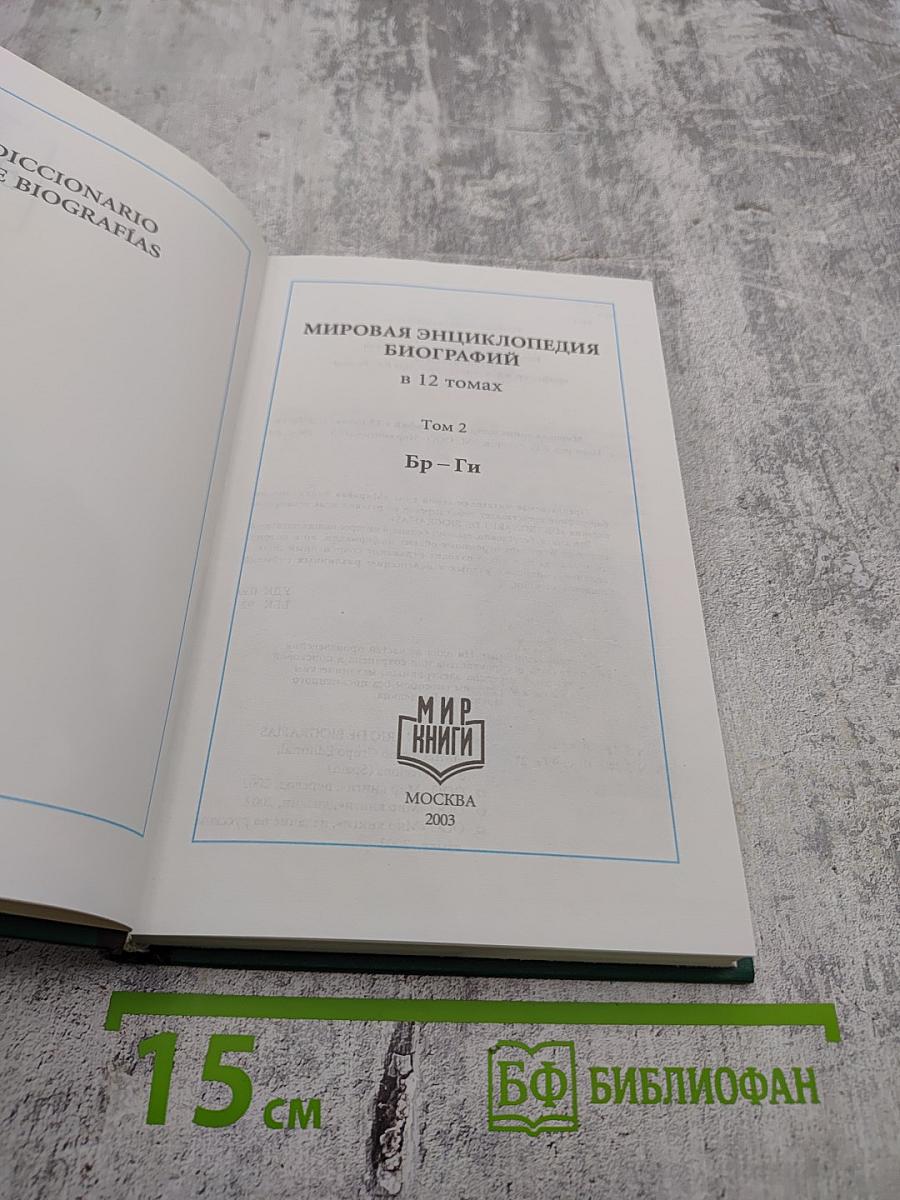 DICCIONARIO
BIOGRAFÍAS
МИРОВАЯ ЭНЦИКЛОПЕДИЯ
БИОГРАФИЙ
в 12 томах
Том 2
Бр – Ги
МИР
КНИГИ
МОСКВА
2003
15 см
БФ БИБЛИОФАН